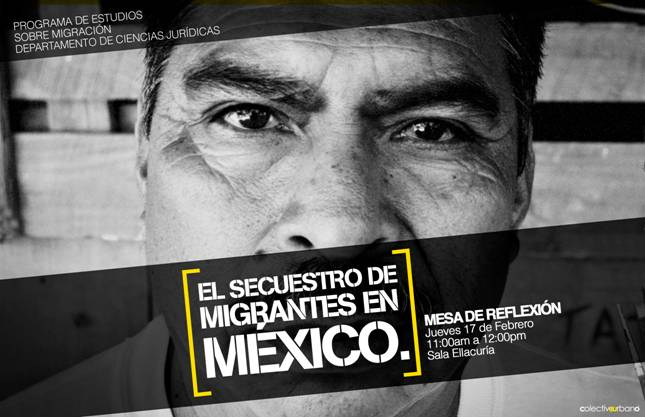 PROGRAMA DE ESTUDIOS
SOBRE MIGRACIÓN
DEPARTAMENTO DE CIENCIAS JURÍDICAS
EL SECUESTRO DE
MIGRANTES EN
MÉXICO.
MESA DE REFLEXIÓN
Jueves 17 de Febrero
11:00am a 12:00pm
Sala Ellacuría
colectivourbano